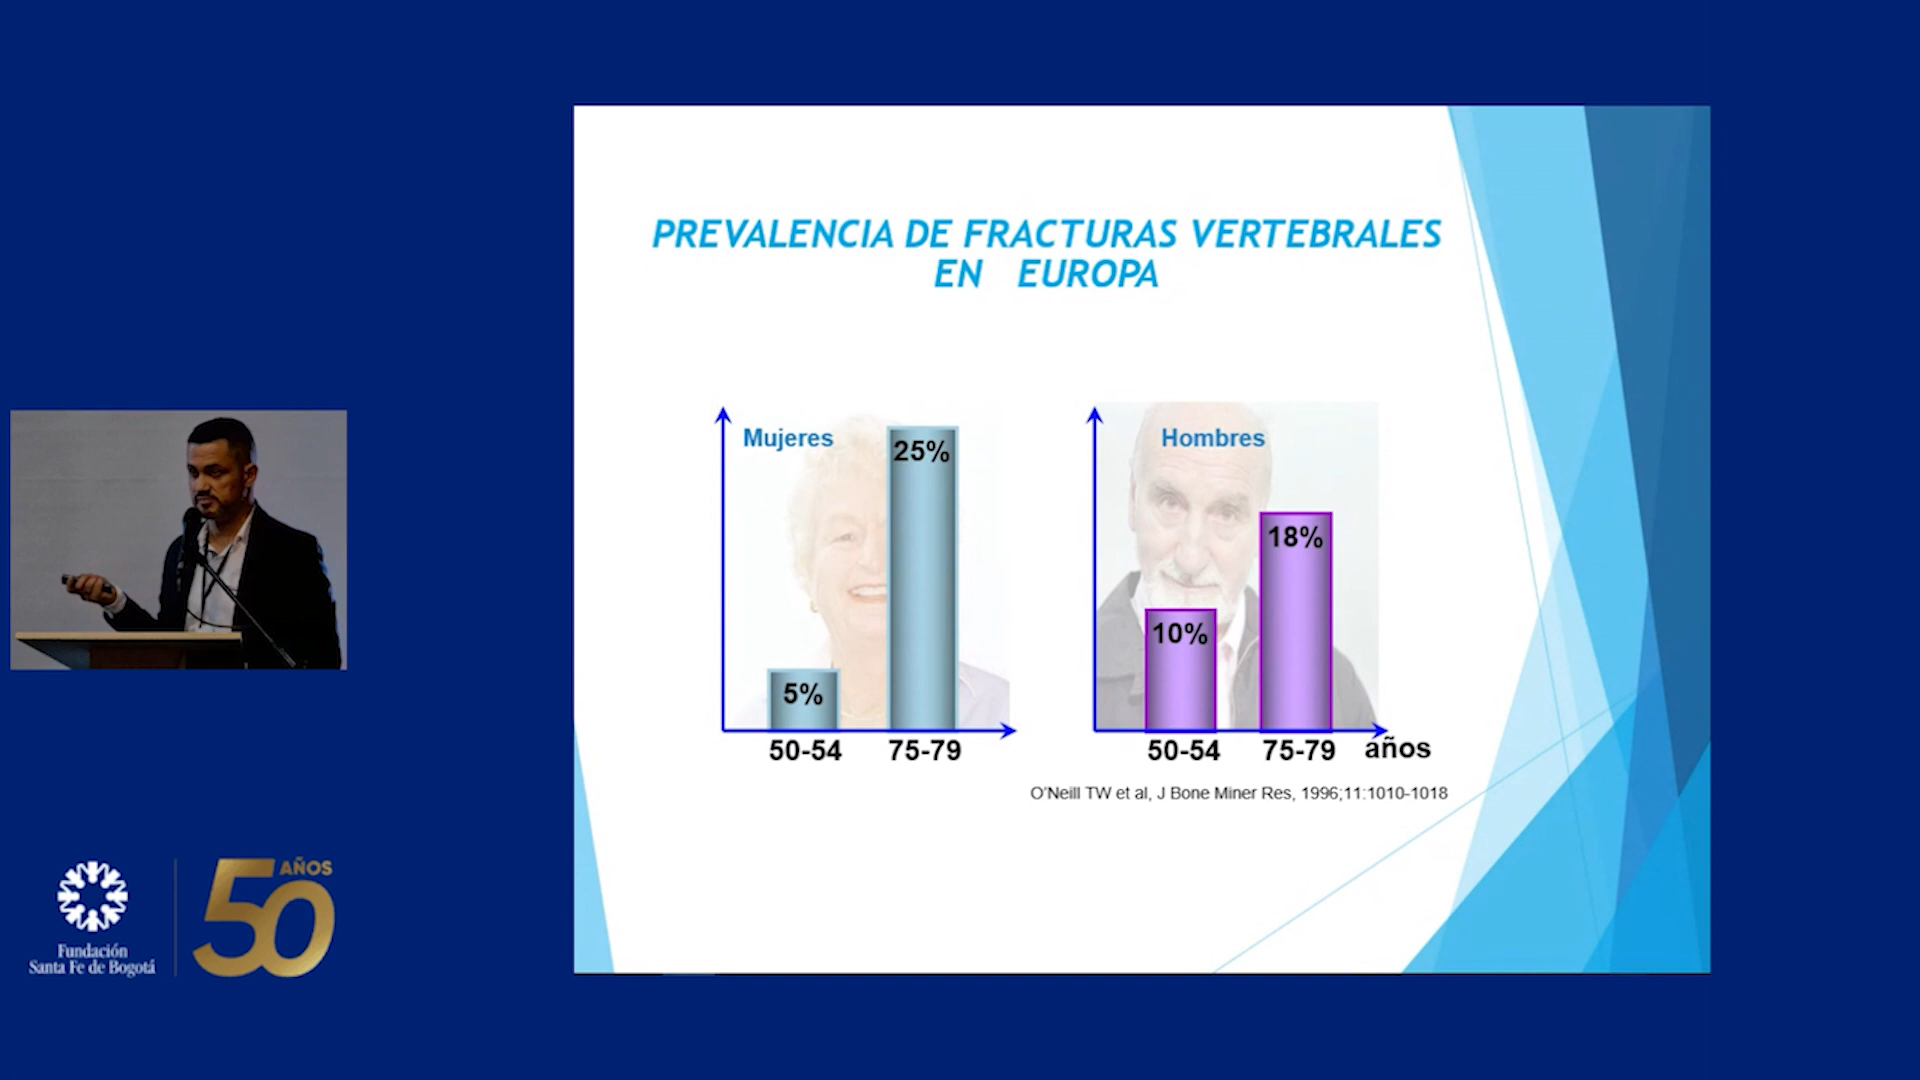 PREVALENCIA DE FRACTURAS VERTEBRALES
EN EUROPA
Mujeres
25%
5%
50-54 75-79
Hombres
18%
10%
50-54 75-79 años
O'Neill TW et al, J Bone Miner Res, 1996;11:1010-1018
Fundación
Santa Fe de Bogotá
50 AÑOS